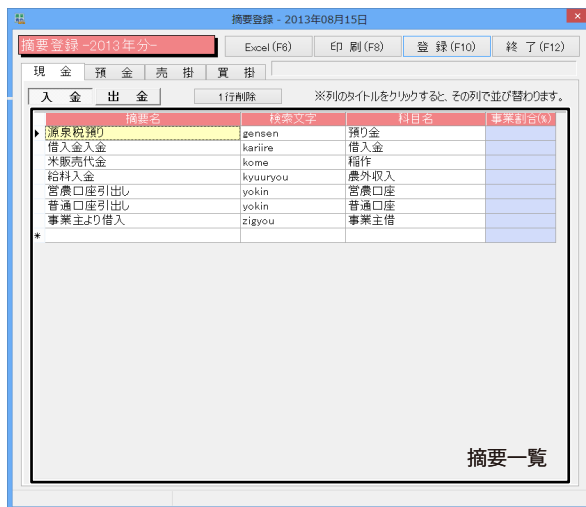 摘要登録 - 2013年08月15日
摘要登録 -2013年分- Excel(F6) 印 刷(F8) 登 録(F10) 終 了(F12)
現 金 預 金 売 掛 買 掛
入 金 出 金 1行削除 ※列のタイトルをクリックすると、その列で並び替わります。
摘要名 検索文字 科目名 事業割合(%)
源泉税預り gensen 預り金
借入金入金 kariire 借入金
米販売代金 kome 稲作
給料入金 kyuuryou 農外収入
営農口座引出し yokin 営農口座
普通口座引出し yokin 普通口座
事業主より借入 zigyou 事業主借
摘要一覧